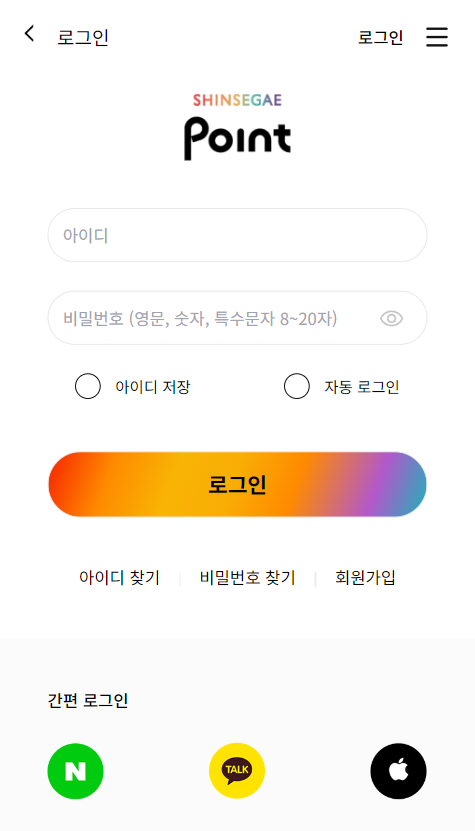 로그인 로그인
SHINSEGAE
Point
아이디
비밀번호 (영문, 숫자, 특수문자 8~20자)
아이디 저장 자동 로그인
로그인
아이디 찾기 | 비밀번호 찾기 | 회원가입
간편 로그인
N TALK